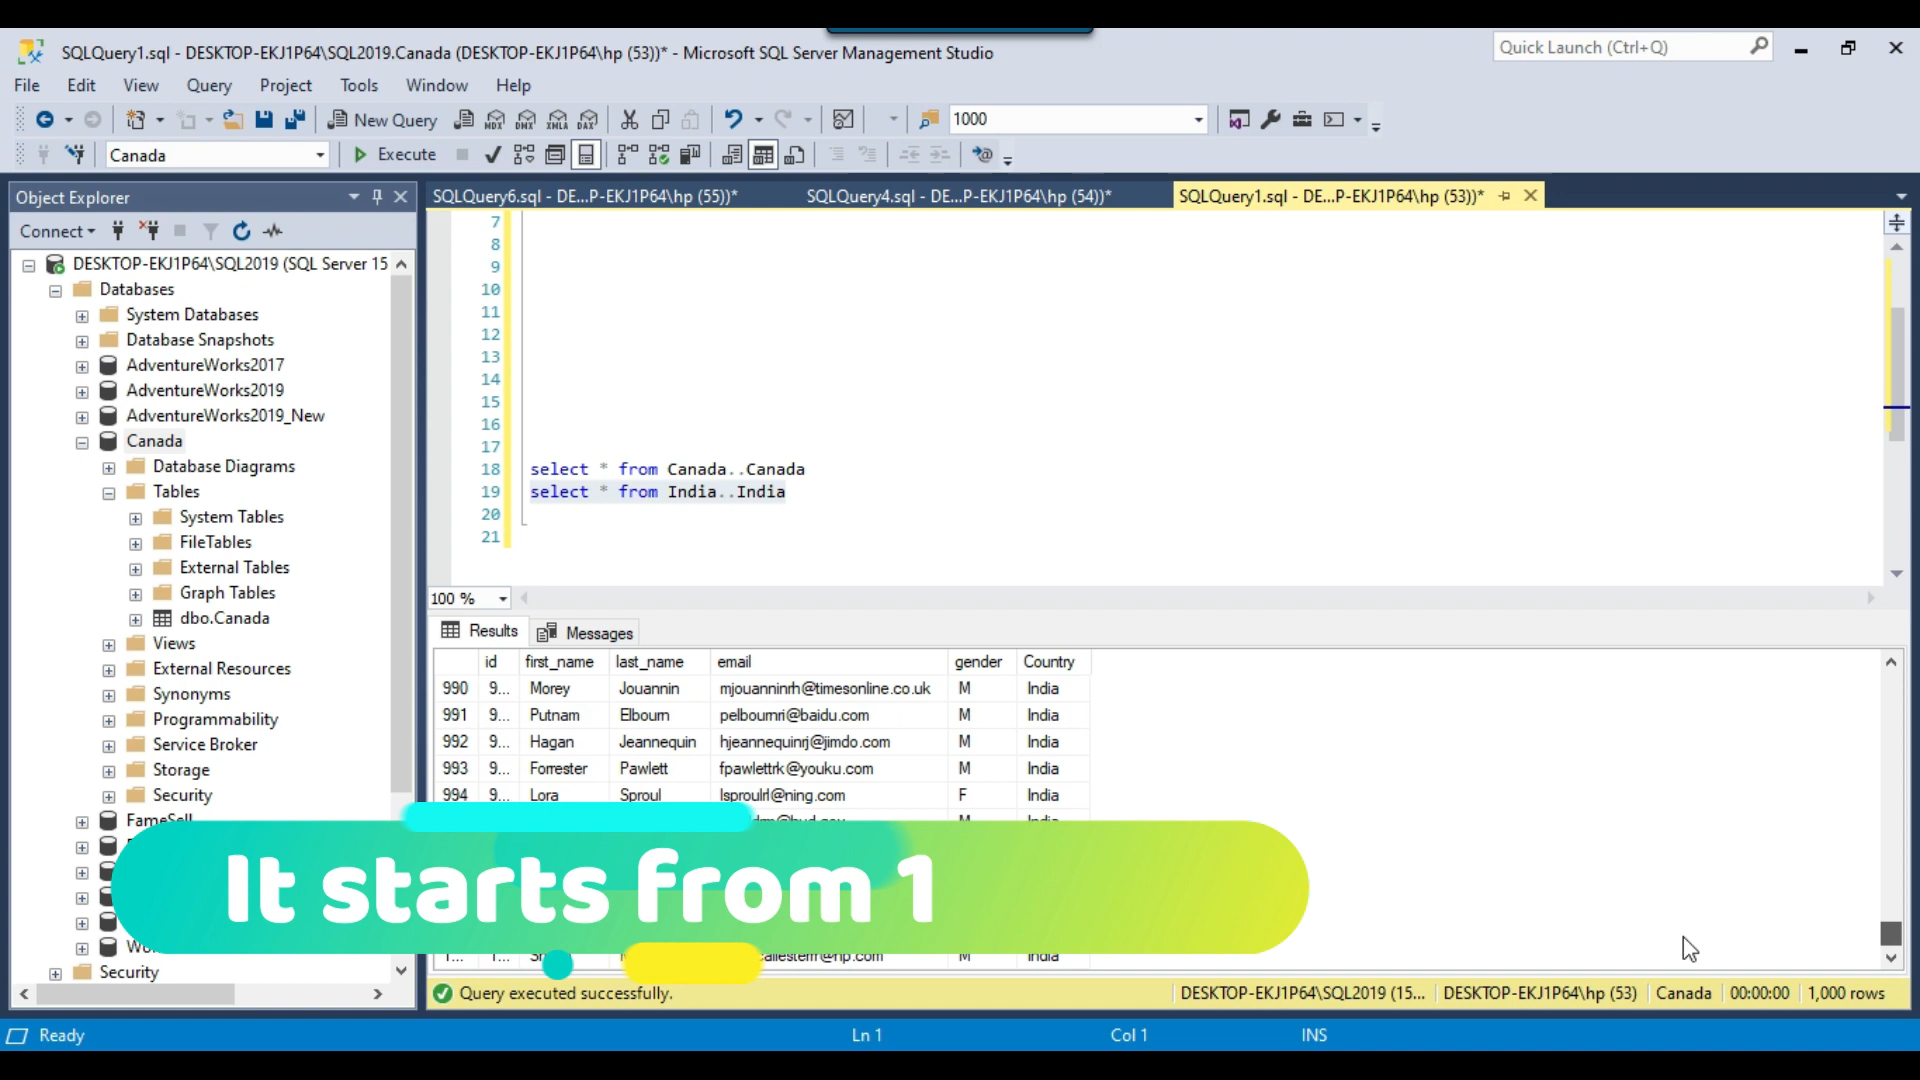 SQLQuery1.sql - DESKTOP-EKJ1P64\SQL2019.Canada (DESKTOP-EKJ1P64\hp (53))* - Microsoft SQL Server Management Studio
Quick Launch (Ctrl+Q)
File Edit View Query Project Tools Window Help
New Query MDX DMX XMLA DAX 1000
Canada Execute
Object Explorer
SQLQuery6.sql - DE...P-EKJ1P64\hp (55))* SQLQuery4.sql - DE...P-EKJ1P64\hp (54))* SQLQuery1.sql - DE...P-EKJ1P64\hp (53))*
Connect
DESKTOP-EKJ1P64\SQL2019 (SQL Server 15
Databases
System Databases
Database Snapshots
AdventureWorks2017
AdventureWorks2019
AdventureWorks2019_New
Canada
Database Diagrams
Tables
System Tables
FileTables
External Tables
Graph Tables
dbo.Canada
Views
External Resources
Synonyms
Programmability
Service Broker
Storage
Security
FameSell
Security
7
8
9
10
11
12
13
14
15
16
17
18 select * from Canada..Canada
19 select * from India..India
20
21
100 %
Results Messages
id first_name last_name email gender Country
990 9... Morey Jouannin mjouanninrh@timesonline.co.uk M India
991 9... Putnam Elbourn pelbournri@baidu.com M India
992 9... Hagan Jeannequin hjeannequinrj@jimdo.com M India
993 9... Forrester Pawlett fpawlettrk@youku.com M India
994 9... Lora Sproul lsproulrl@ning.com F India
It starts from 1
1... 1... M India
Query executed successfully. DESKTOP-EKJ1P64\SQL2019 (15... DESKTOP-EKJ1P64\hp (53) Canada 00:00:00 1,000 rows
Ready Ln 1 Col 1 INS